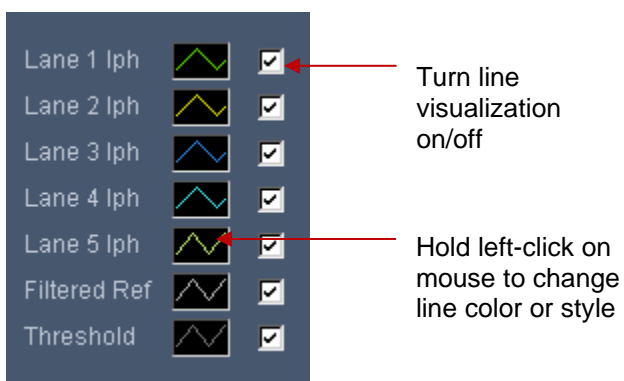 Lane 1 Iph
Lane 2 Iph
Lane 3 Iph
Lane 4 Iph
Lane 5 Iph
Filtered Ref
Threshold
Turn line
visualization
on/off
Hold left-click on
mouse to change
line color or style